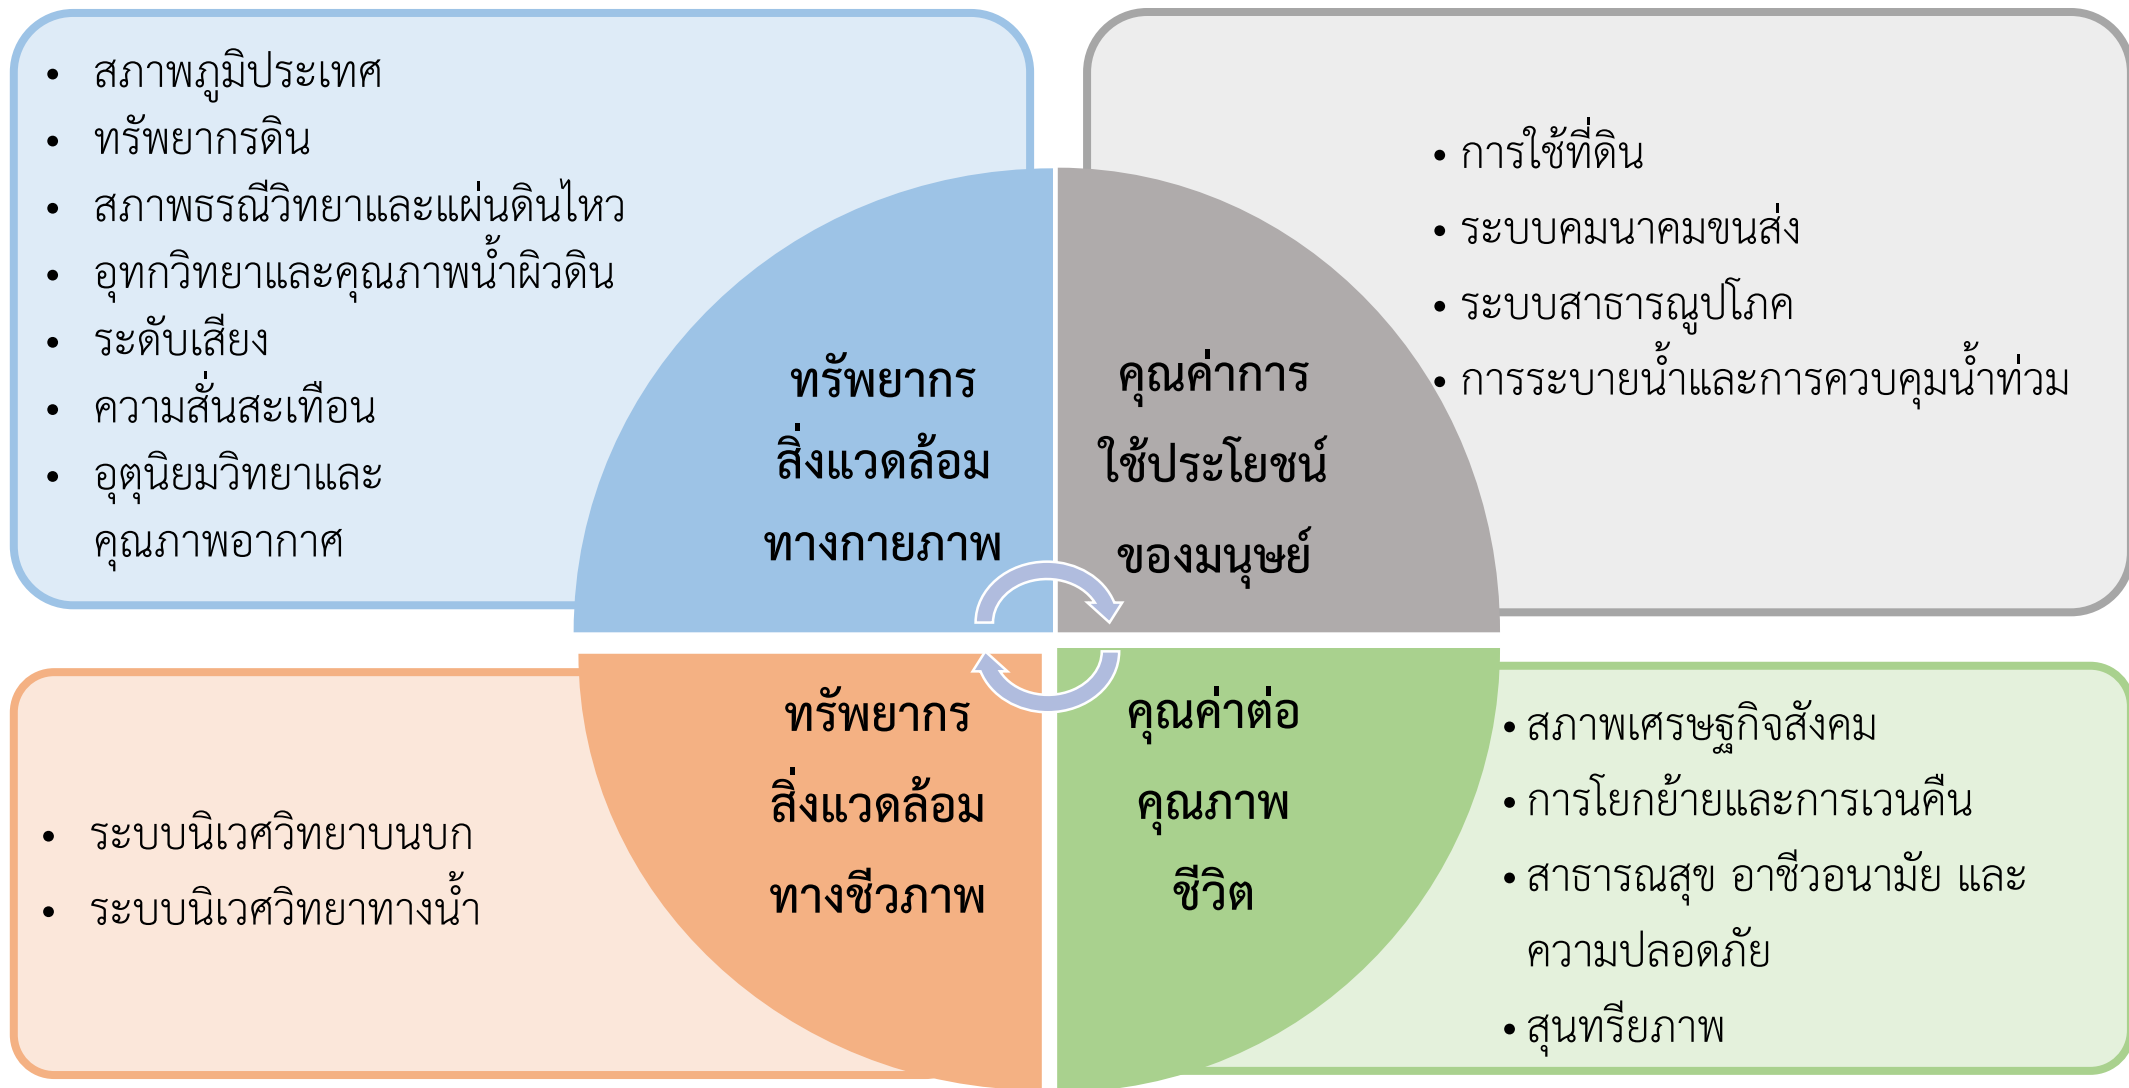 • สภาพภูมิประเทศ
• ทรัพยากรดิน
• สภาพธรณีวิทยาและแผ่นดินไหว
• อุทกวิทยาและคุณภาพน้ำผิวดิน
• ระดับเสียง
• ความสั่นสะเทือน
• อุตุนิยมวิทยาและ
คุณภาพอากาศ
ทรัพยากร
สิ่งแวดล้อม
ทางกายภาพ
คุณค่าการ
ใช้ประโยชน์
ของมนุษย์
• การใช้ที่ดิน
• ระบบคมนาคมขนส่ง
• ระบบสาธารณูปโภค
• การระบายน้ำและการควบคุมน้ำท่วม
• ระบบนิเวศวิทยาบนบก
• ระบบนิเวศวิทยาทางน้ำ
ทรัพยากร
สิ่งแวดล้อม
ทางชีวภาพ
คุณค่าต่อ
คุณภาพ
ชีวิต
• สภาพเศรษฐกิจสังคม
• การโยกย้ายและการเวนคืน
• สาธารณสุข อาชีวอนามัย และ
ความปลอดภัย
• สุนทรียภาพ